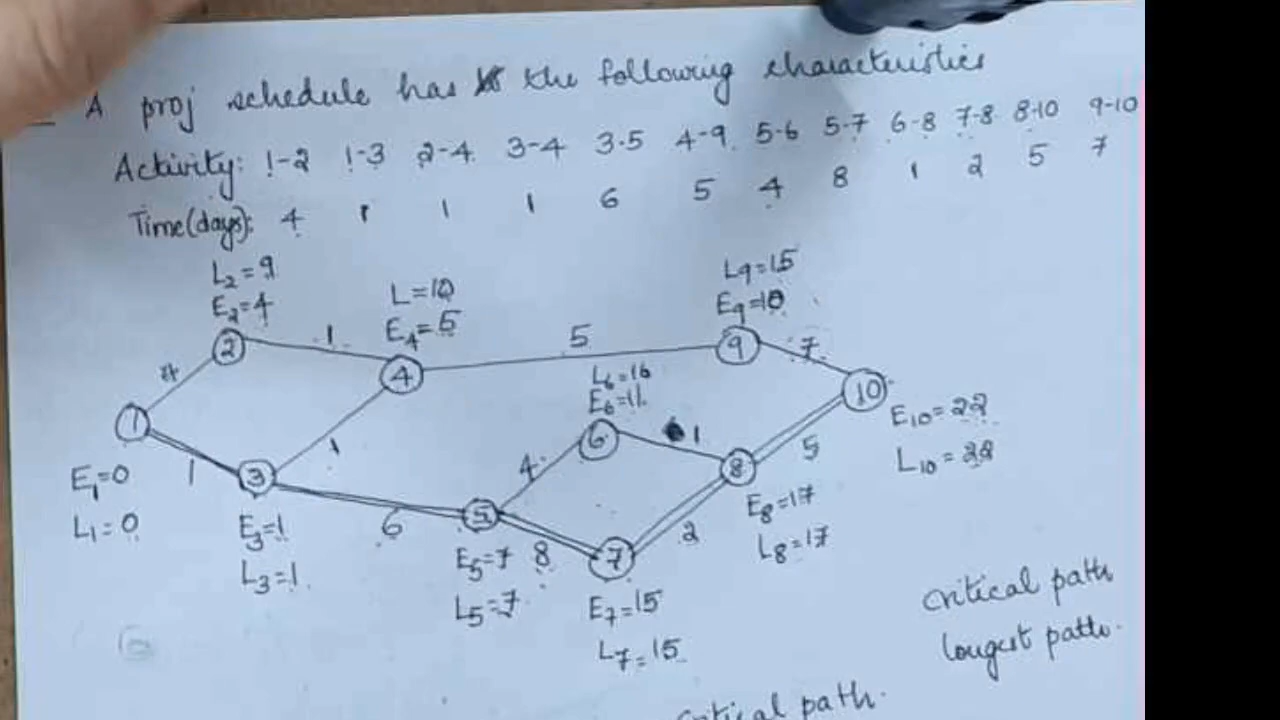 A proj schedule has the following characteristics
Activity: 1-2 1-3 2-4 3-4 3-5 4-9 5-6 5-7 6-8 7-8 8-10 9-10
Time(days): 4 1 1 1 6 5 4 8 1 2 5 7
L2=9
E2=4
L=10
E4=5
L9=15
E9=10
2 1 4 5 9 7
4
L6=16
E6=11
1
10
E10=22
L10=22
6 1
4
8 5
E1=0
L1=0
1 3 1
6 5
8 7 2
E3=1
L3=1
E5=7
L5=7
E7=15
L7=15
E8=17
L8=17
critical path
longest path.
critical path.